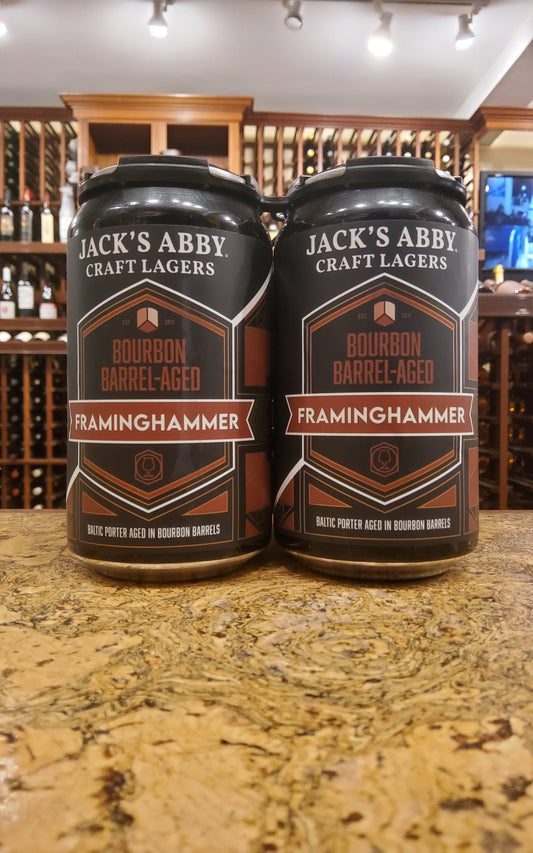 JACK'S ABBY
CRAFT LAGERS
EST. 2011
BOURBON
BARREL-AGED
FRAMINGHAMMER
BALTIC PORTER AGED IN BOURBON BARRELS
JACK'S ABBY
CRAFT LAGERS
EST 2011
BOURBON
BARREL-AGED
FRAMINGHAMMER
BALTIC PORTER AGED IN BOURBON BARRELS